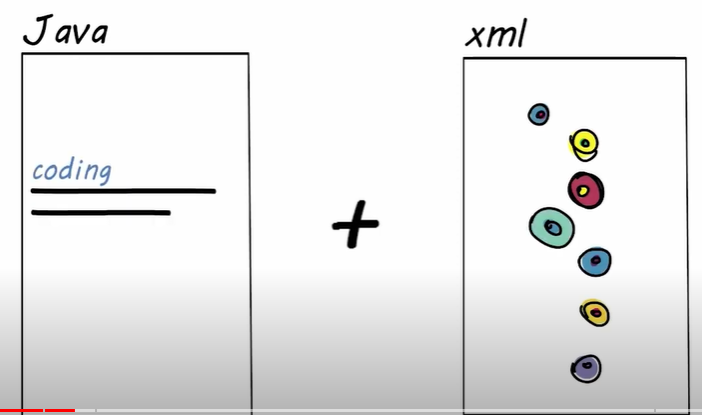 Java
xml
coding
+